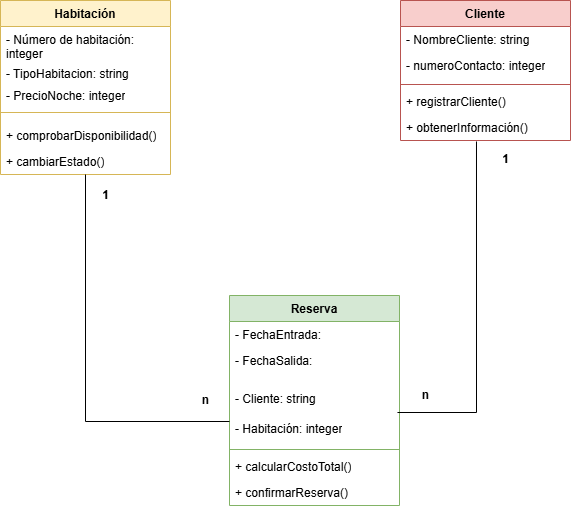 Habitación
- Número de habitación:
integer
- TipoHabitacion: string
- PrecioNoche: integer
+ comprobarDisponibilidad()
+ cambiarEstado()
1
Cliente
- NombreCliente: string
- numeroContacto: integer
+ registrarCliente()
+ obtenerInformación()
1
Reserva
- FechaEntrada:
- FechaSalida:
- Cliente: string
- Habitación: integer
+ calcularCostoTotal()
+ confirmarReserva()
n
n